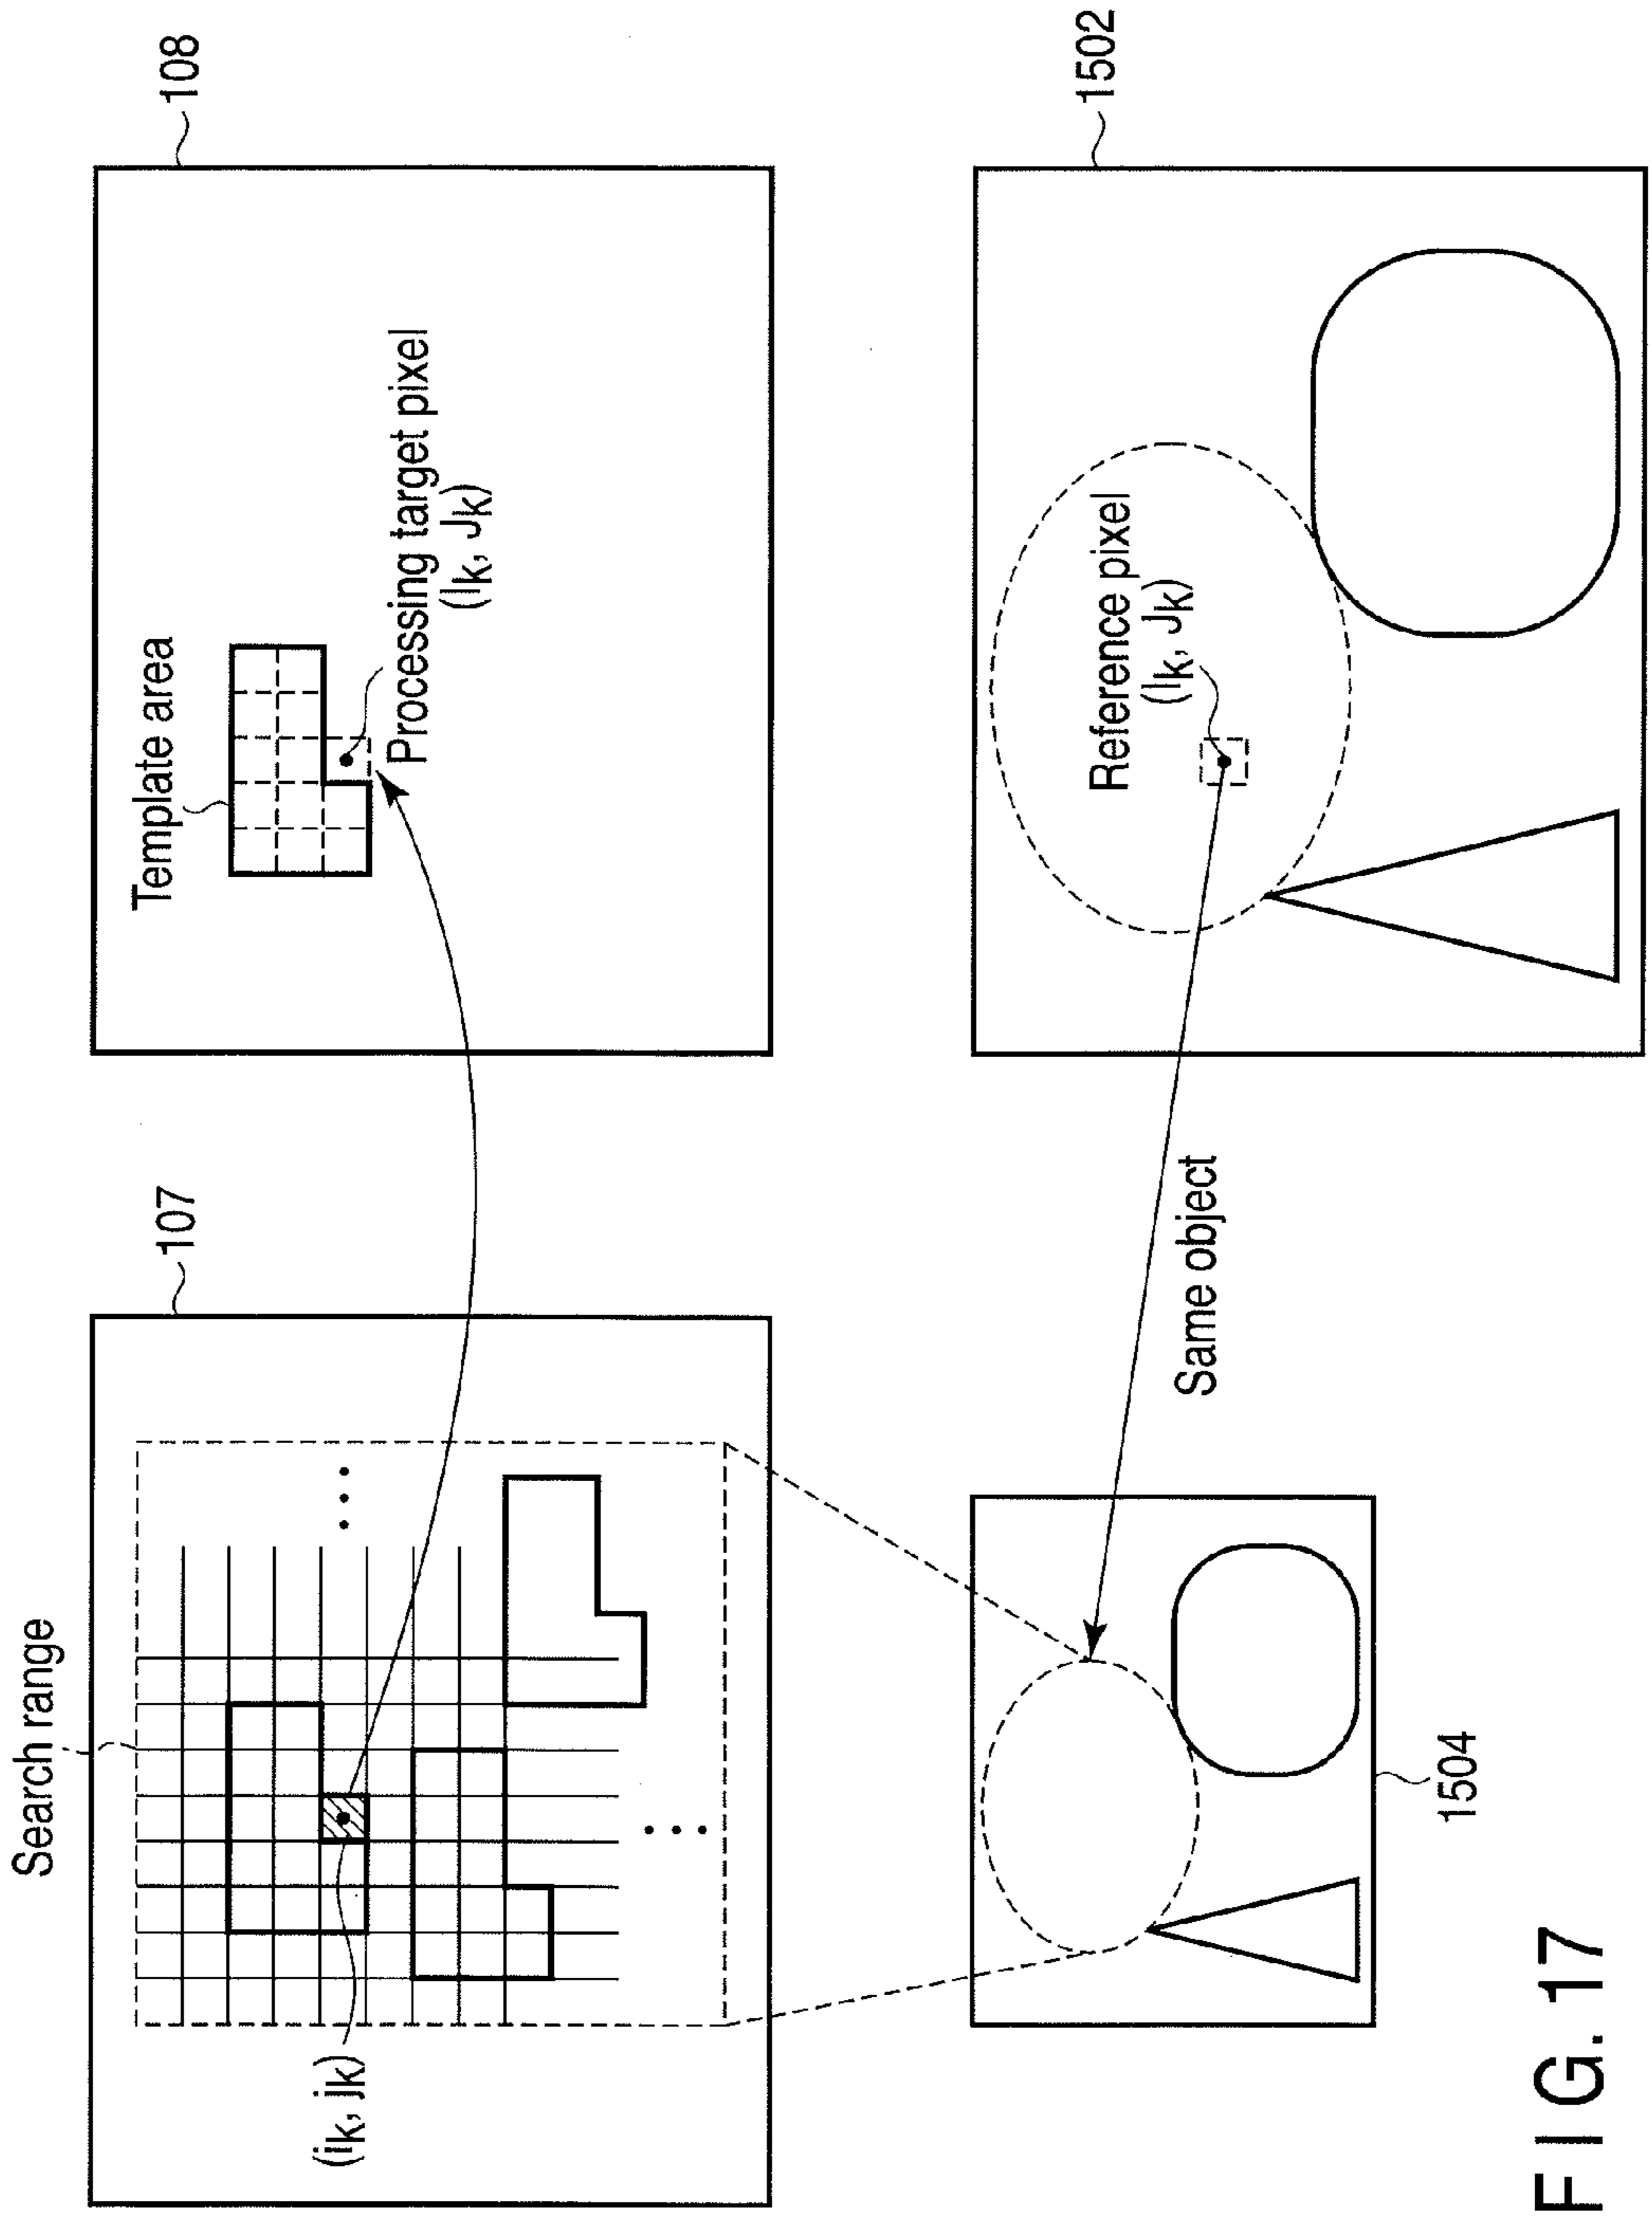 Search range
107
(ik, jk)
108
Template area
Processing target pixel
(Ik, Jk)
1504
Same object
1502
Reference pixel
(Ik, Jk)
FIG. 17